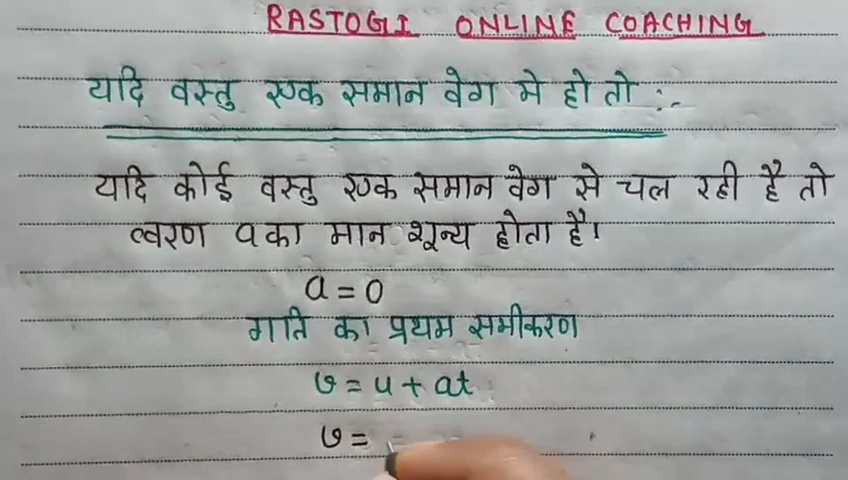 RASTOGI ONLINE COACHING
यदि वस्तु एक समान वेग मे हो तो :-
यदि कोई वस्तु एक समान वेग से चल रही है तो
त्वरण a का मान शून्य होता है।
a = 0
गति का प्रथम समीकरण
v = u + at
v =